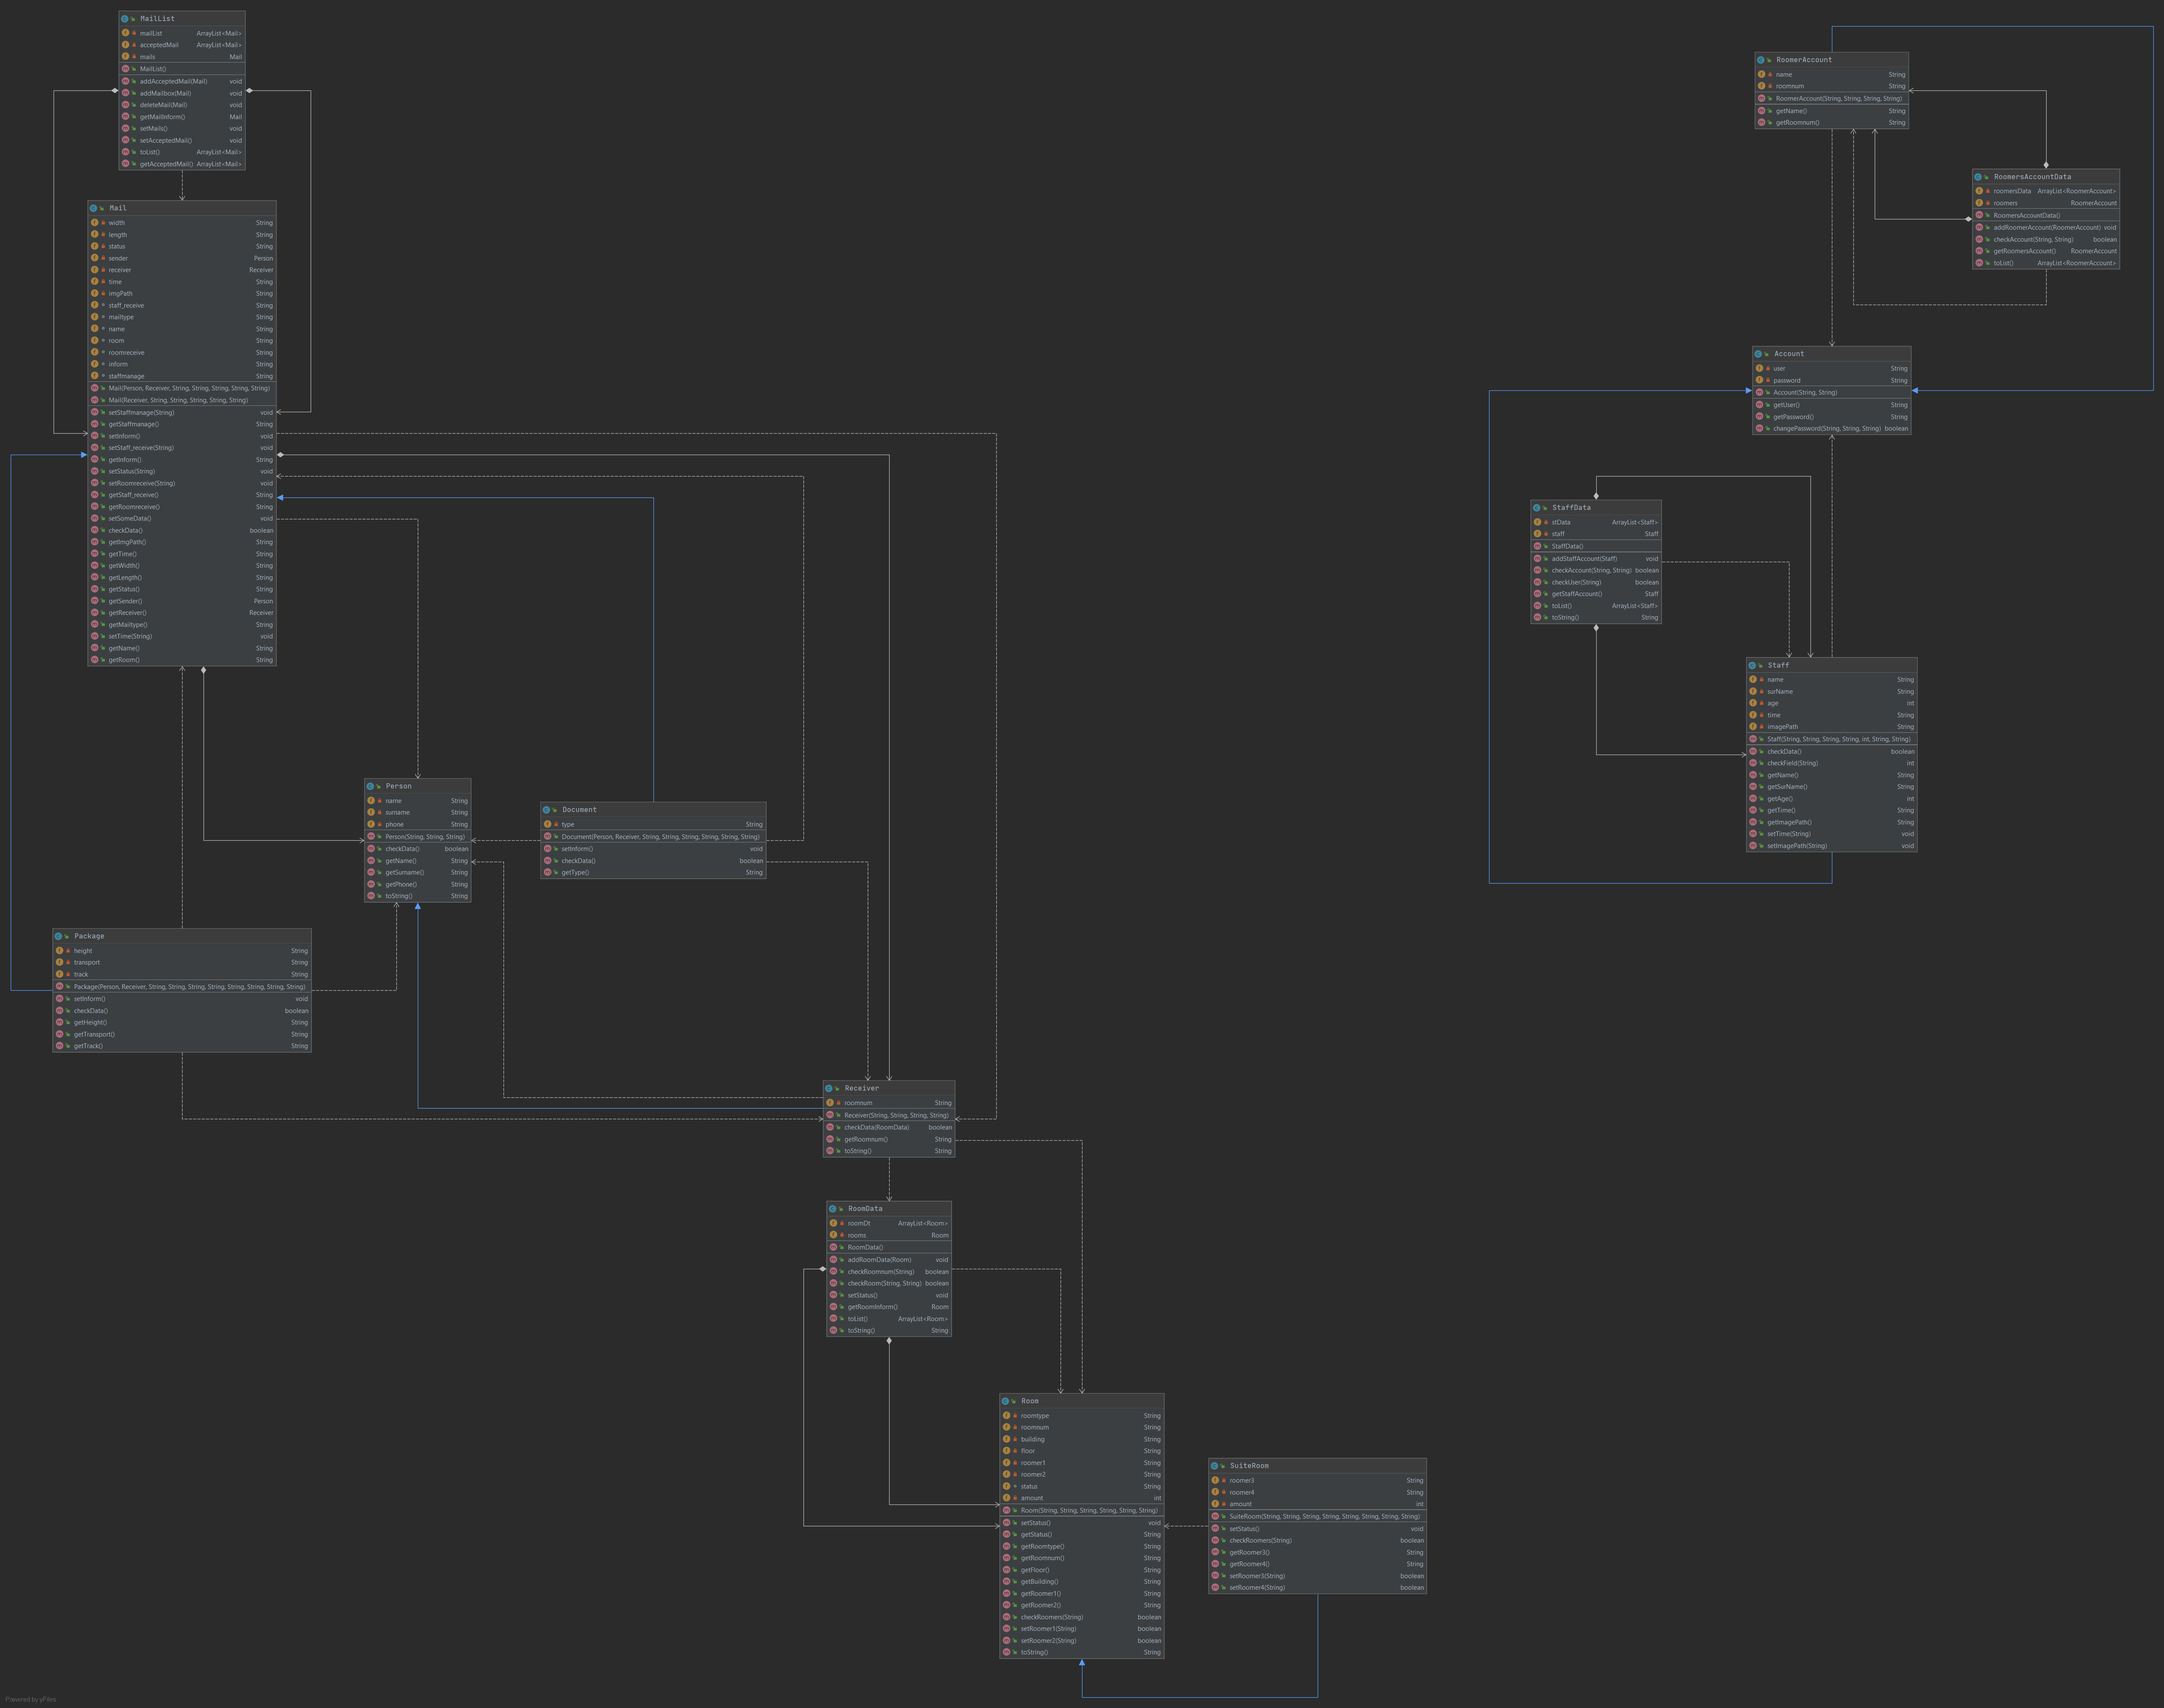 MailList
mailList ArrayList<Mail>
acceptedMail ArrayList<Mail>
mails Mail
MailList()
addAcceptedMail(Mail) void
addMailbox(Mail) void
deleteMail(Mail) void
getMailInform() Mail
setMails() void
setAcceptedMail() void
toList() ArrayList<Mail>
getAcceptedMail() ArrayList<Mail>
Mail
width String
length String
status String
sender Person
receiver Receiver
time String
imgPath String
staff_receive String
mailtype String
name String
room String
roomreceive String
inform String
staffmanage String
Mail(Person, Receiver, String, String, String, String, String)
Mail(Receiver, String, String, String, String, String)
setStaffmanage(String) void
getStaffmanage() String
setInform() void
setStaff_receive(String) void
getInform() String
setStatus(String) void
setRoomreceive(String) void
getStaff_receive() String
getRoomreceive() String
setSomeData() void
checkData() boolean
getImgPath() String
getTime() String
getWidth() String
getLength() String
getStatus() String
getSender() Person
getReceiver() Receiver
getMailtype() String
setTime(String) void
getName() String
getRoom() String
Person
name String
surname String
phone String
Person(String, String, String)
checkData() boolean
getName() String
getSurname() String
getPhone() String
toString() String
Document
type String
Document(Person, Receiver, String, String, String, String, String, String)
setInform() void
checkData() boolean
getType() String
Package
height String
transport String
track String
Package(Person, Receiver, String, String, String, String, String, String, String, String)
setInform() void
checkData() boolean
getHeight() String
getTransport() String
getTrack() String
Receiver
roomnum String
Receiver(String, String, String, String)
checkData(RoomData) boolean
getRoomnum() String
toString() String
RoomData
roomDt ArrayList<Room>
rooms Room
RoomData()
addRoomData(Room) void
checkRoomnum(String) boolean
checkRoom(String, String) boolean
setStatus() void
getRoomInform() Room
toList() ArrayList<Room>
toString() String
Room
roomtype String
roomnum String
building String
floor String
roomer1 String
roomer2 String
status String
amount int
Room(String, String, String, String, String, String)
setStatus() void
getStatus() String
getRoomtype() String
getRoomnum() String
getFloor() String
getBuilding() String
getRoomer1() String
getRoomer2() String
checkRoomers(String) boolean
setRoomer1(String) boolean
setRoomer2(String) boolean
toString() String
SuiteRoom
roomer3 String
roomer4 String
amount int
SuiteRoom(String, String, String, String, String, String, String, String)
setStatus() void
checkRoomers(String) boolean
getRoomer3() String
getRoomer4() String
setRoomer3(String) boolean
setRoomer4(String) boolean
RoomerAccount
name String
roomnum String
RoomerAccount(String, String, String, String)
getName() String
getRoomnum() String
RoomersAccountData
roomersData ArrayList<RoomerAccount>
roomers RoomerAccount
RoomersAccountData()
addRoomerAccount(RoomerAccount) void
checkAccount(String, String) boolean
getRoomersAccount() RoomerAccount
toList() ArrayList<RoomerAccount>
Account
user String
password String
Account(String, String)
getUser() String
getPassword() String
changePassword(String, String, String) boolean
StaffData
stData ArrayList<Staff>
staff Staff
StaffData()
addStaffAccount(Staff) void
checkAccount(String, String) boolean
checkUser(String) boolean
getStaffAccount() Staff
toList() ArrayList<Staff>
toString() String
Staff
name String
surName String
age int
time String
imagePath String
Staff(String, String, String, String, int, String, String)
checkData() boolean
checkField(String) int
getName() String
getSurName() String
getAge() int
getTime() String
getImagePath() String
setTime(String) void
setImagePath(String) void
Powered by yFiles